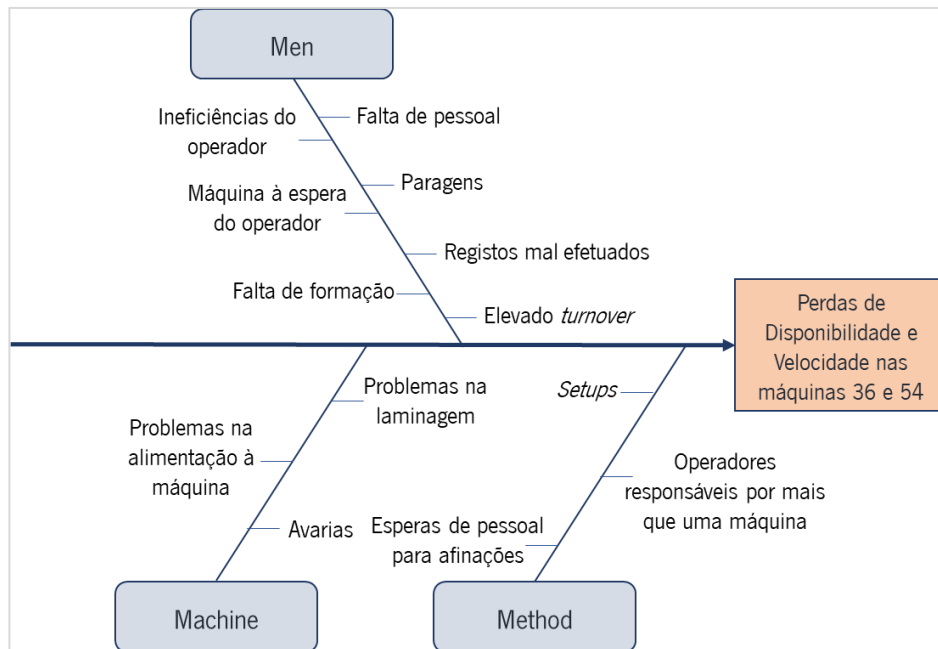 Men
Ineficiências do
operador
Falta de pessoal
Máquina à espera
do operador
Paragens
Registos mal efetuados
Falta de formação
Elevado turnover
Perdas de
Disponibilidade e
Velocidade nas
máquinas 36 e 54
Problemas na
laminagem
Problemas na
alimentação à
máquina
Avarias
Setups
Operadores
responsáveis por mais
que uma máquina
Esperas de pessoal
para afinações
Machine
Method